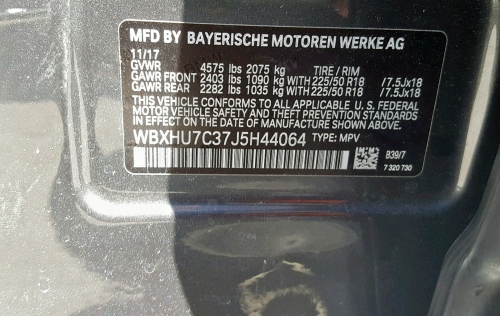 MFD BY BAYERISCHE MOTOREN WERKE AG
11/17
GVWR 4575 lbs 2075 kg TIRE / RIM
GAWR FRONT 2403 lbs 1090 kg WITH 225/50 R18 /7.5Jx18
GAWR REAR 2282 lbs 1035 kg WITH 225/50 R18 /7.5Jx18
THIS VEHICLE CONFORMS TO ALL APPLICABLE U.S. FEDERAL
MOTOR VEHICLE SAFETY, BUMPER, AND THEFT PREVENTION
STANDARDS IN EFFECT ON THE DATE OF MANUFACTURE SHOWN ABOVE.
WBXHU7C37J5H44064 TYPE: MPV
B39/7
7 320 730